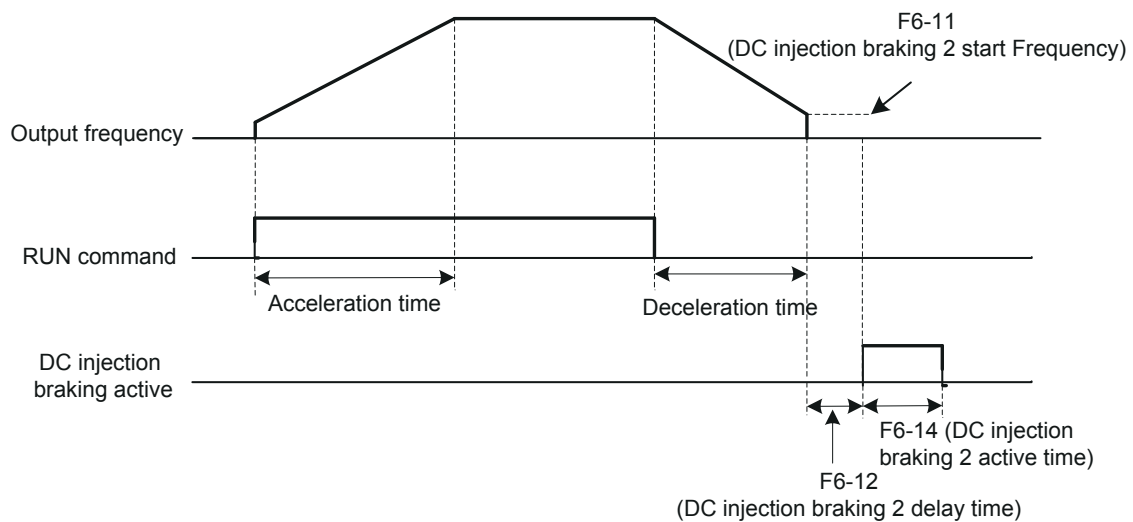 F6-11
(DC injection braking 2 start Frequency)
Output frequency
RUN command
Acceleration time
Deceleration time
DC injection
braking active
F6-14 (DC injection
braking 2 active time)
F6-12
(DC injection braking 2 delay time)